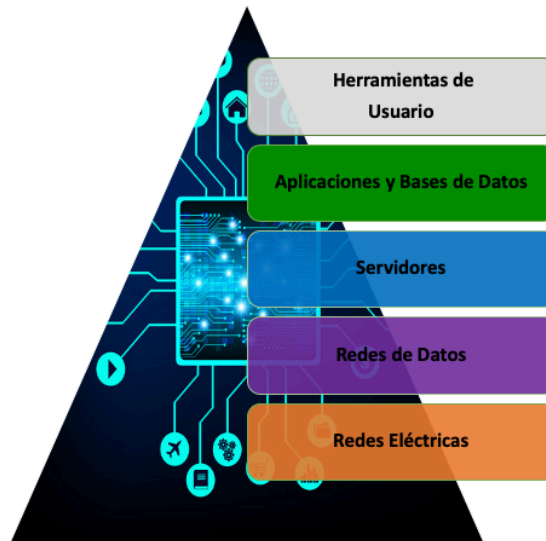 Herramientas de
Usuario
Aplicaciones y Bases de Datos
Servidores
Redes de Datos
Redes Eléctricas